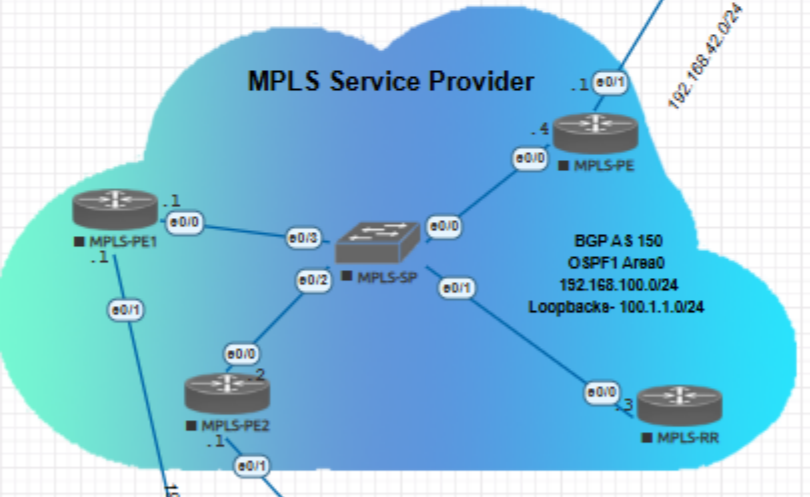 MPLS Service Provider
192.168.42.0/24
.1
e0/1
.4
e0/0
MPLS-PE
.1
e0/0
MPLS-PE1
.1
e0/3
e0/0
MPLS-SP
e0/2
e0/1
BGP AS 150
OSPF1 Area0
192.168.100.0/24
Loopbacks- 100.1.1.0/24
e0/1
e0/0
.2
MPLS-PE2
.1
e0/1
e0/0
.3
MPLS-RR